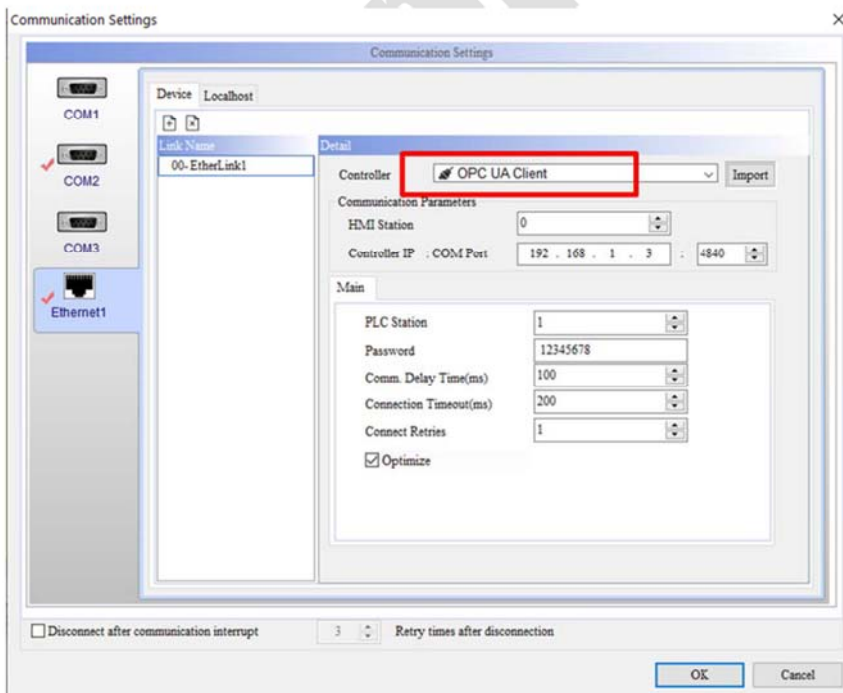 Communication Settings
Communication Settings
COM1
COM2
COM3
Ethernet1
Device Localhost
Link Name
00- EtherLink1
Detail
Controller OPC UA Client Import
Communication Parameters
HMI Station 0
Controller IP : COM Port 192 . 168 . 1 . 3 : 4840
Main
PLC Station 1
Password 12345678
Comm. Delay Time(ms) 100
Connection Timeout(ms) 200
Connect Retries 1
Optimize
Disconnect after communication interrupt 3 Retry times after disconnection
OK Cancel